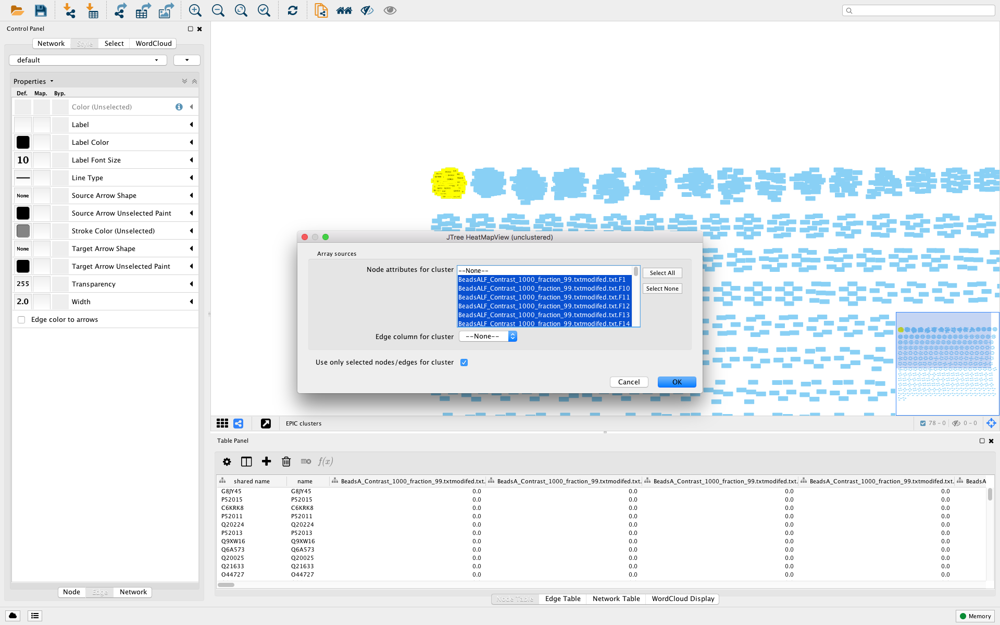 Control Panel
Network Style Select WordCloud
default
Properties
Def. Map. Byp.
Color (Unselected)
Label
Label Color
10 Label Font Size
Line Type
None Source Arrow Shape
Source Arrow Unselected Paint
Stroke Color (Unselected)
None Target Arrow Shape
Target Arrow Unselected Paint
255 Transparency
2.0 Width
Edge color to arrows
Node Edge Network
JTree HeatMapView (unclustered)
Array sources
Node attributes for cluster
--None--
BeadsALF_Contrast_1000_fraction_99.txtmodifed.txt.F1
BeadsALF_Contrast_1000_fraction_99.txtmodifed.txt.F10
BeadsALF_Contrast_1000_fraction_99.txtmodifed.txt.F11
BeadsALF_Contrast_1000_fraction_99.txtmodifed.txt.F12
BeadsALF_Contrast_1000_fraction_99.txtmodifed.txt.F13
BeadsALF_Contrast_1000_fraction_99.txtmodifed.txt.F14
Select All
Select None
Edge column for cluster --None--
Use only selected nodes/edges for cluster
Cancel OK
EPIC clusters
78 - 0 0 - 0
Table Panel
f(x)
shared name name BeadsA_Contrast_1000_fraction_99.txtmodifed.txt. BeadsA_Contrast_1000_fraction_99.txtmodifed.txt. BeadsA_Contrast_1000_fraction_99.txtmodifed.txt. BeadsA_Contrast_1000_fraction_99.txtmodifed.txt. BeadsA
G8JY45 G8JY45 0.0 0.0 0.0 0.0
P52015 P52015 0.0 0.0 0.0 0.0
C6KRK8 C6KRK8 0.0 0.0 0.0 0.0
P52011 P52011 0.0 0.0 0.0 0.0
Q20224 Q20224 0.0 0.0 0.0 0.0
P52013 P52013 0.0 0.0 0.0 0.0
Q9XW16 Q9XW16 0.0 0.0 0.0 0.0
Q6A573 Q6A573 0.0 0.0 0.0 0.0
Q20025 Q20025 0.0 0.0 0.0 0.0
Q21633 Q21633 0.0 0.0 0.0 0.0
O44727 O44727 0.0 0.0 0.0 0.0
Node Table Edge Table Network Table WordCloud Display
Memory